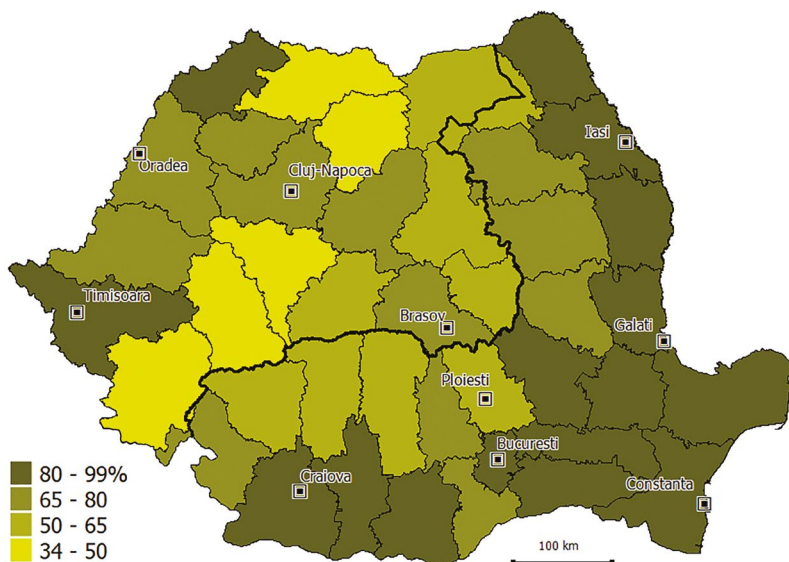 Iasi
Oradea
Cluj-Napoca
Timisoara
Brasov
Galati
Ploiesti
Bucuresti
Craiova
Constanta
80 - 99%
65 - 80
50 - 65
34 - 50
100 km